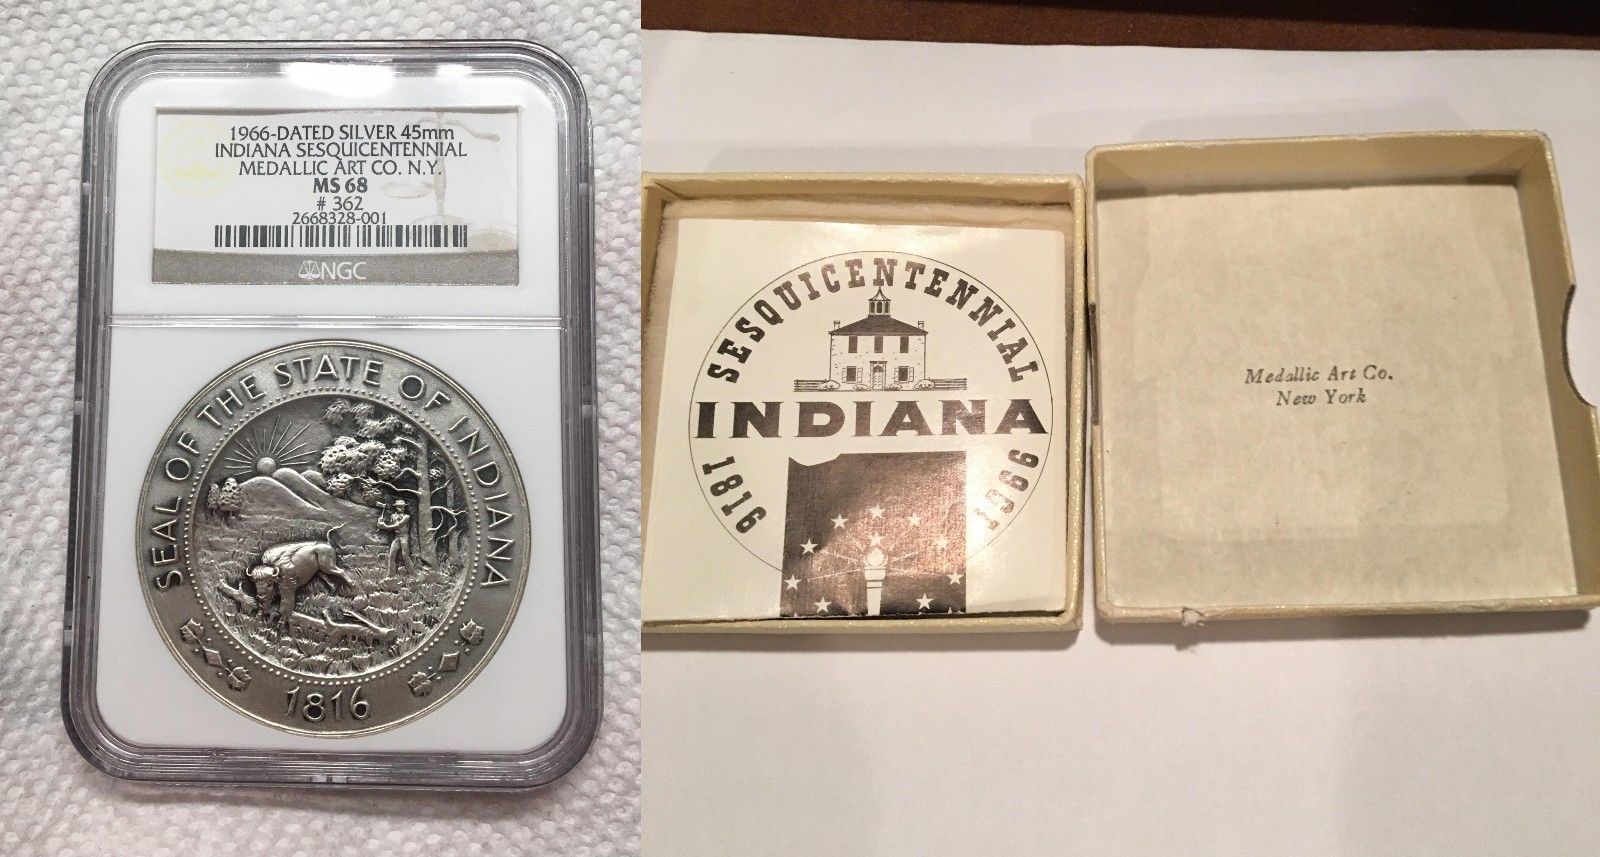 1966-DATED SILVER 45mm
INDIANA SESQUICENTENNIAL
MEDALLIC ART CO. N.Y.
MS 68
# 362
2668328-001
NGC
SEAL OF THE STATE OF INDIANA
1816
SESQUICENTENNIAL
INDIANA
1816
1966
Medallic Art Co.
New York